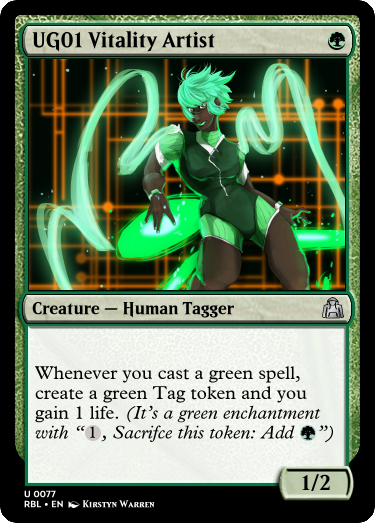 UG01 Vitality Artist
Creature — Human Tagger
Whenever you cast a green spell,
create a green Tag token and you
gain 1 life. (It's a green enchantment
with “1, Sacrifce this token: Add ”)
1/2
U 0077
RBL • EN Kirstyn Warren